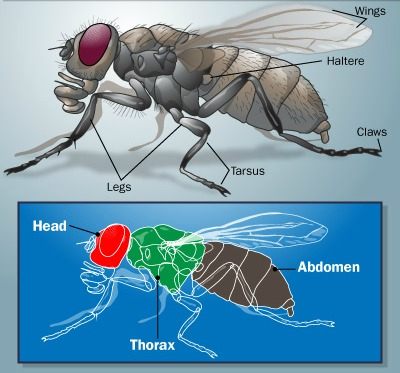 Wings
Haltere
Claws
Tarsus
Legs
Head
Abdomen
Thorax